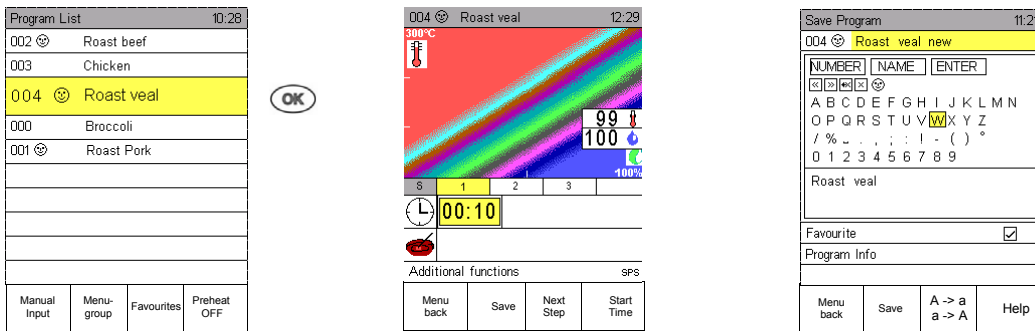 Program List 10:28
002 Roast beef
003 Chicken
004 Roast veal
000 Broccoli
001 Roast Pork
Manual Input
Menu-group
Favourites
Preheat OFF
OK
004 Roast veal 12:29
300°C
99
100
100%
S 1 2 3
00:10
Additional functions SPS
Menu back
Save
Next Step
Start Time
Save Program
004 Roast veal new
NUMBER NAME ENTER
A B C D E F G H I J K L M N
O P Q R S T U V W X Y Z
/ % _ . , ; : ! - ( ) °
0 1 2 3 4 5 6 7 8 9
Roast veal
Favourite
Program Info
Menu back
Save
A -> a
a -> A
Help